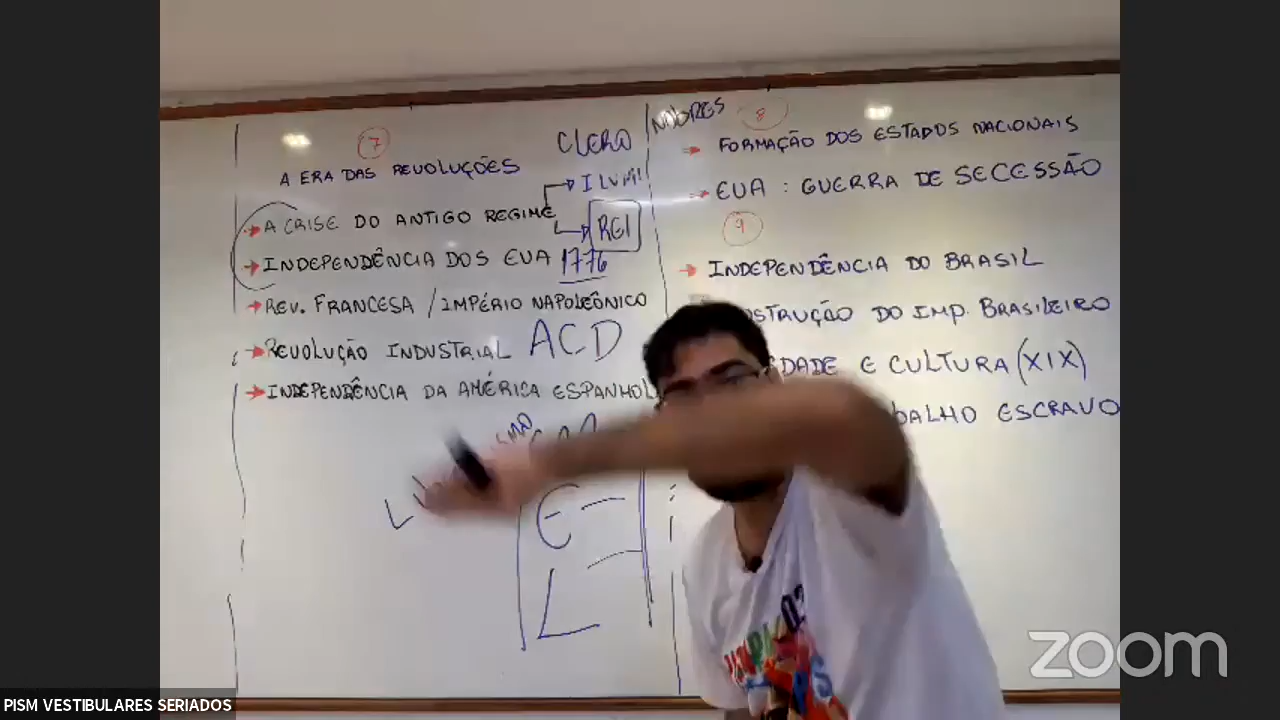 7
A ERA DAS REVOLUÇÕES
CLERO
NOBRES
→ ILUMI
→ A CRISE DO ANTIGO REGIME
→ REI
→ INDEPENDÊNCIA DOS EUA 1776
→ REV. FRANCESA / IMPÉRIO NAPOLEÔNICO
→ REVOLUÇÃO INDUSTRIAL ACD
→ INDEPENDÊNCIA DA AMÉRICA ESPANHOL
E
L
8
→ FORMAÇÃO DOS ESTADOS NACIONAIS
→ EUA : GUERRA DE SECESSÃO
9
→ INDEPENDÊNCIA DO BRASIL
STRUÇÃO DO IMP. BRASILEIRO
DADE E CULTURA (XIX)
BALHO ESCRAVO
zoom
PISM VESTIBULARES SERIADOS